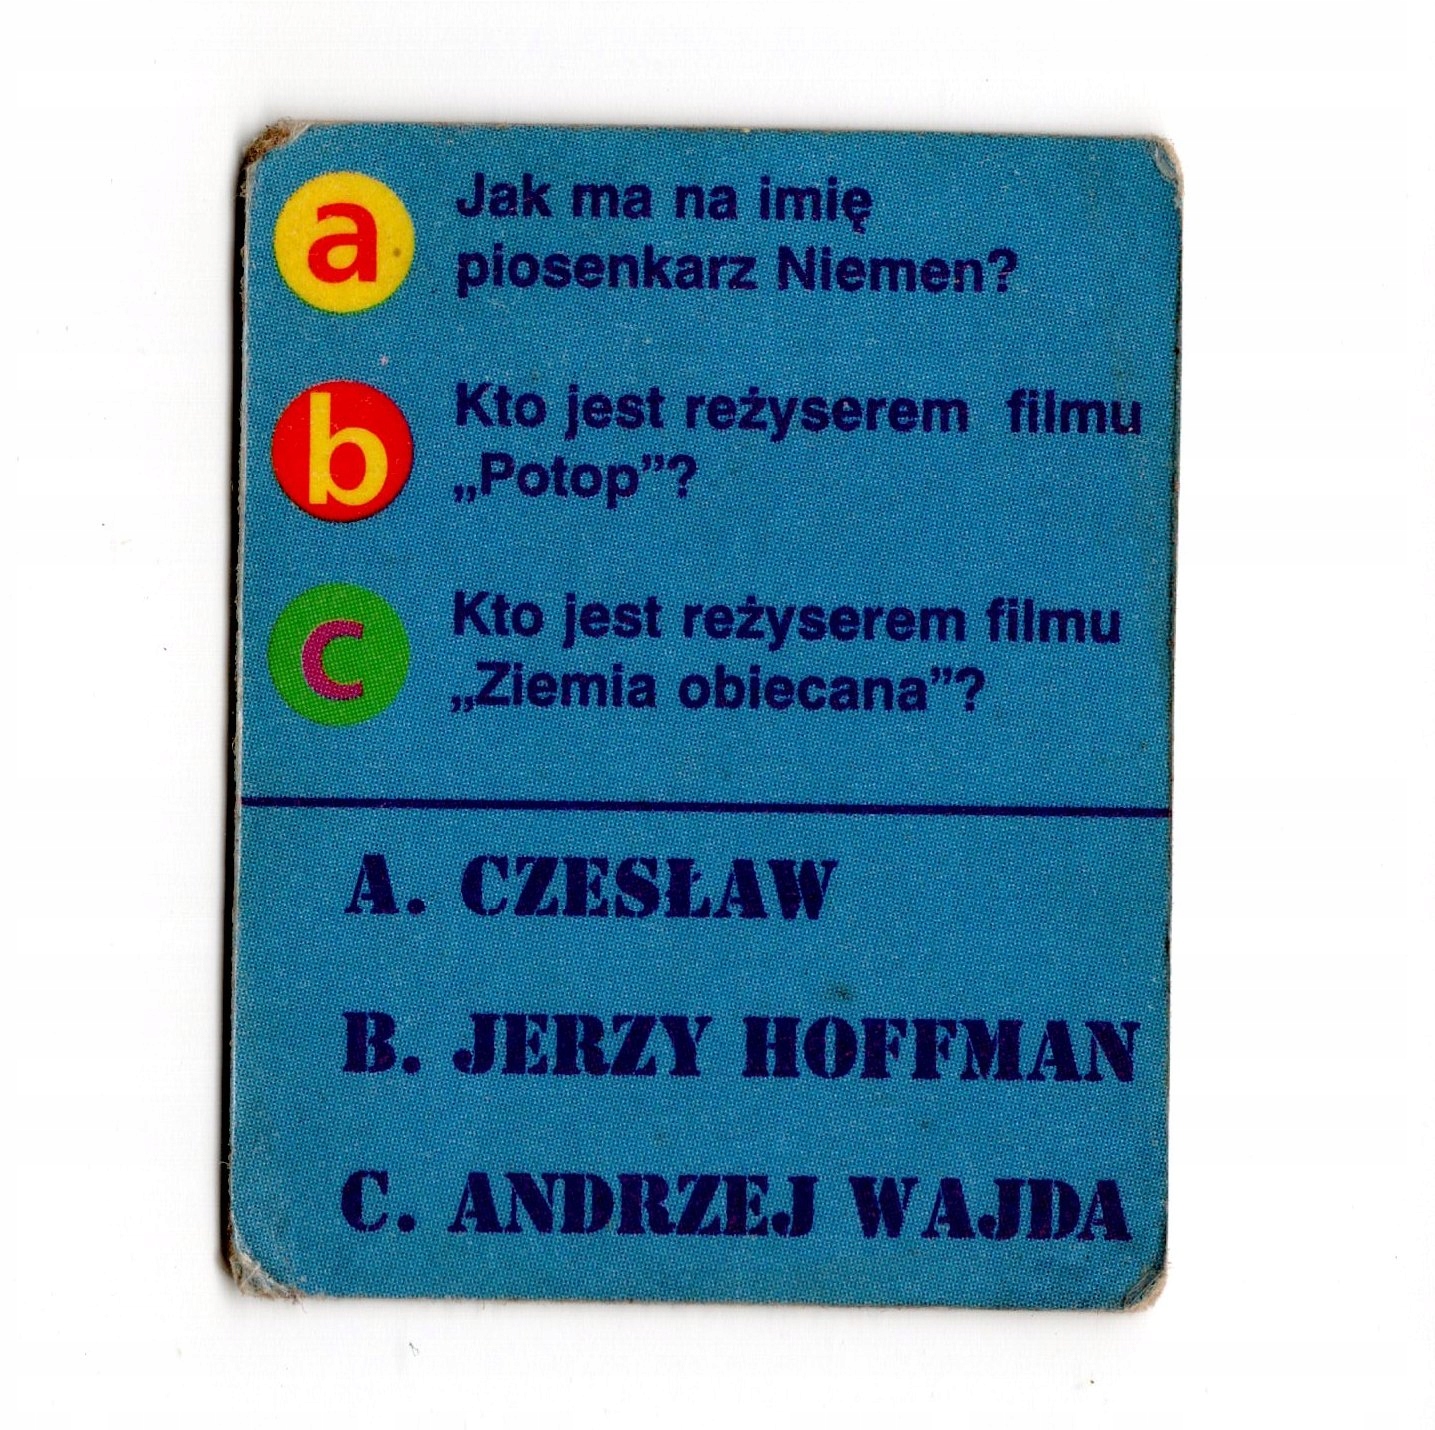 a Jak ma na imię
piosenkarz Niemen?
b Kto jest reżyserem filmu
„Potop”?
c Kto jest reżyserem filmu
„Ziemia obiecana”?
A. CZESŁAW
B. JERZY HOFFMAN
C. ANDRZEJ WAJDA